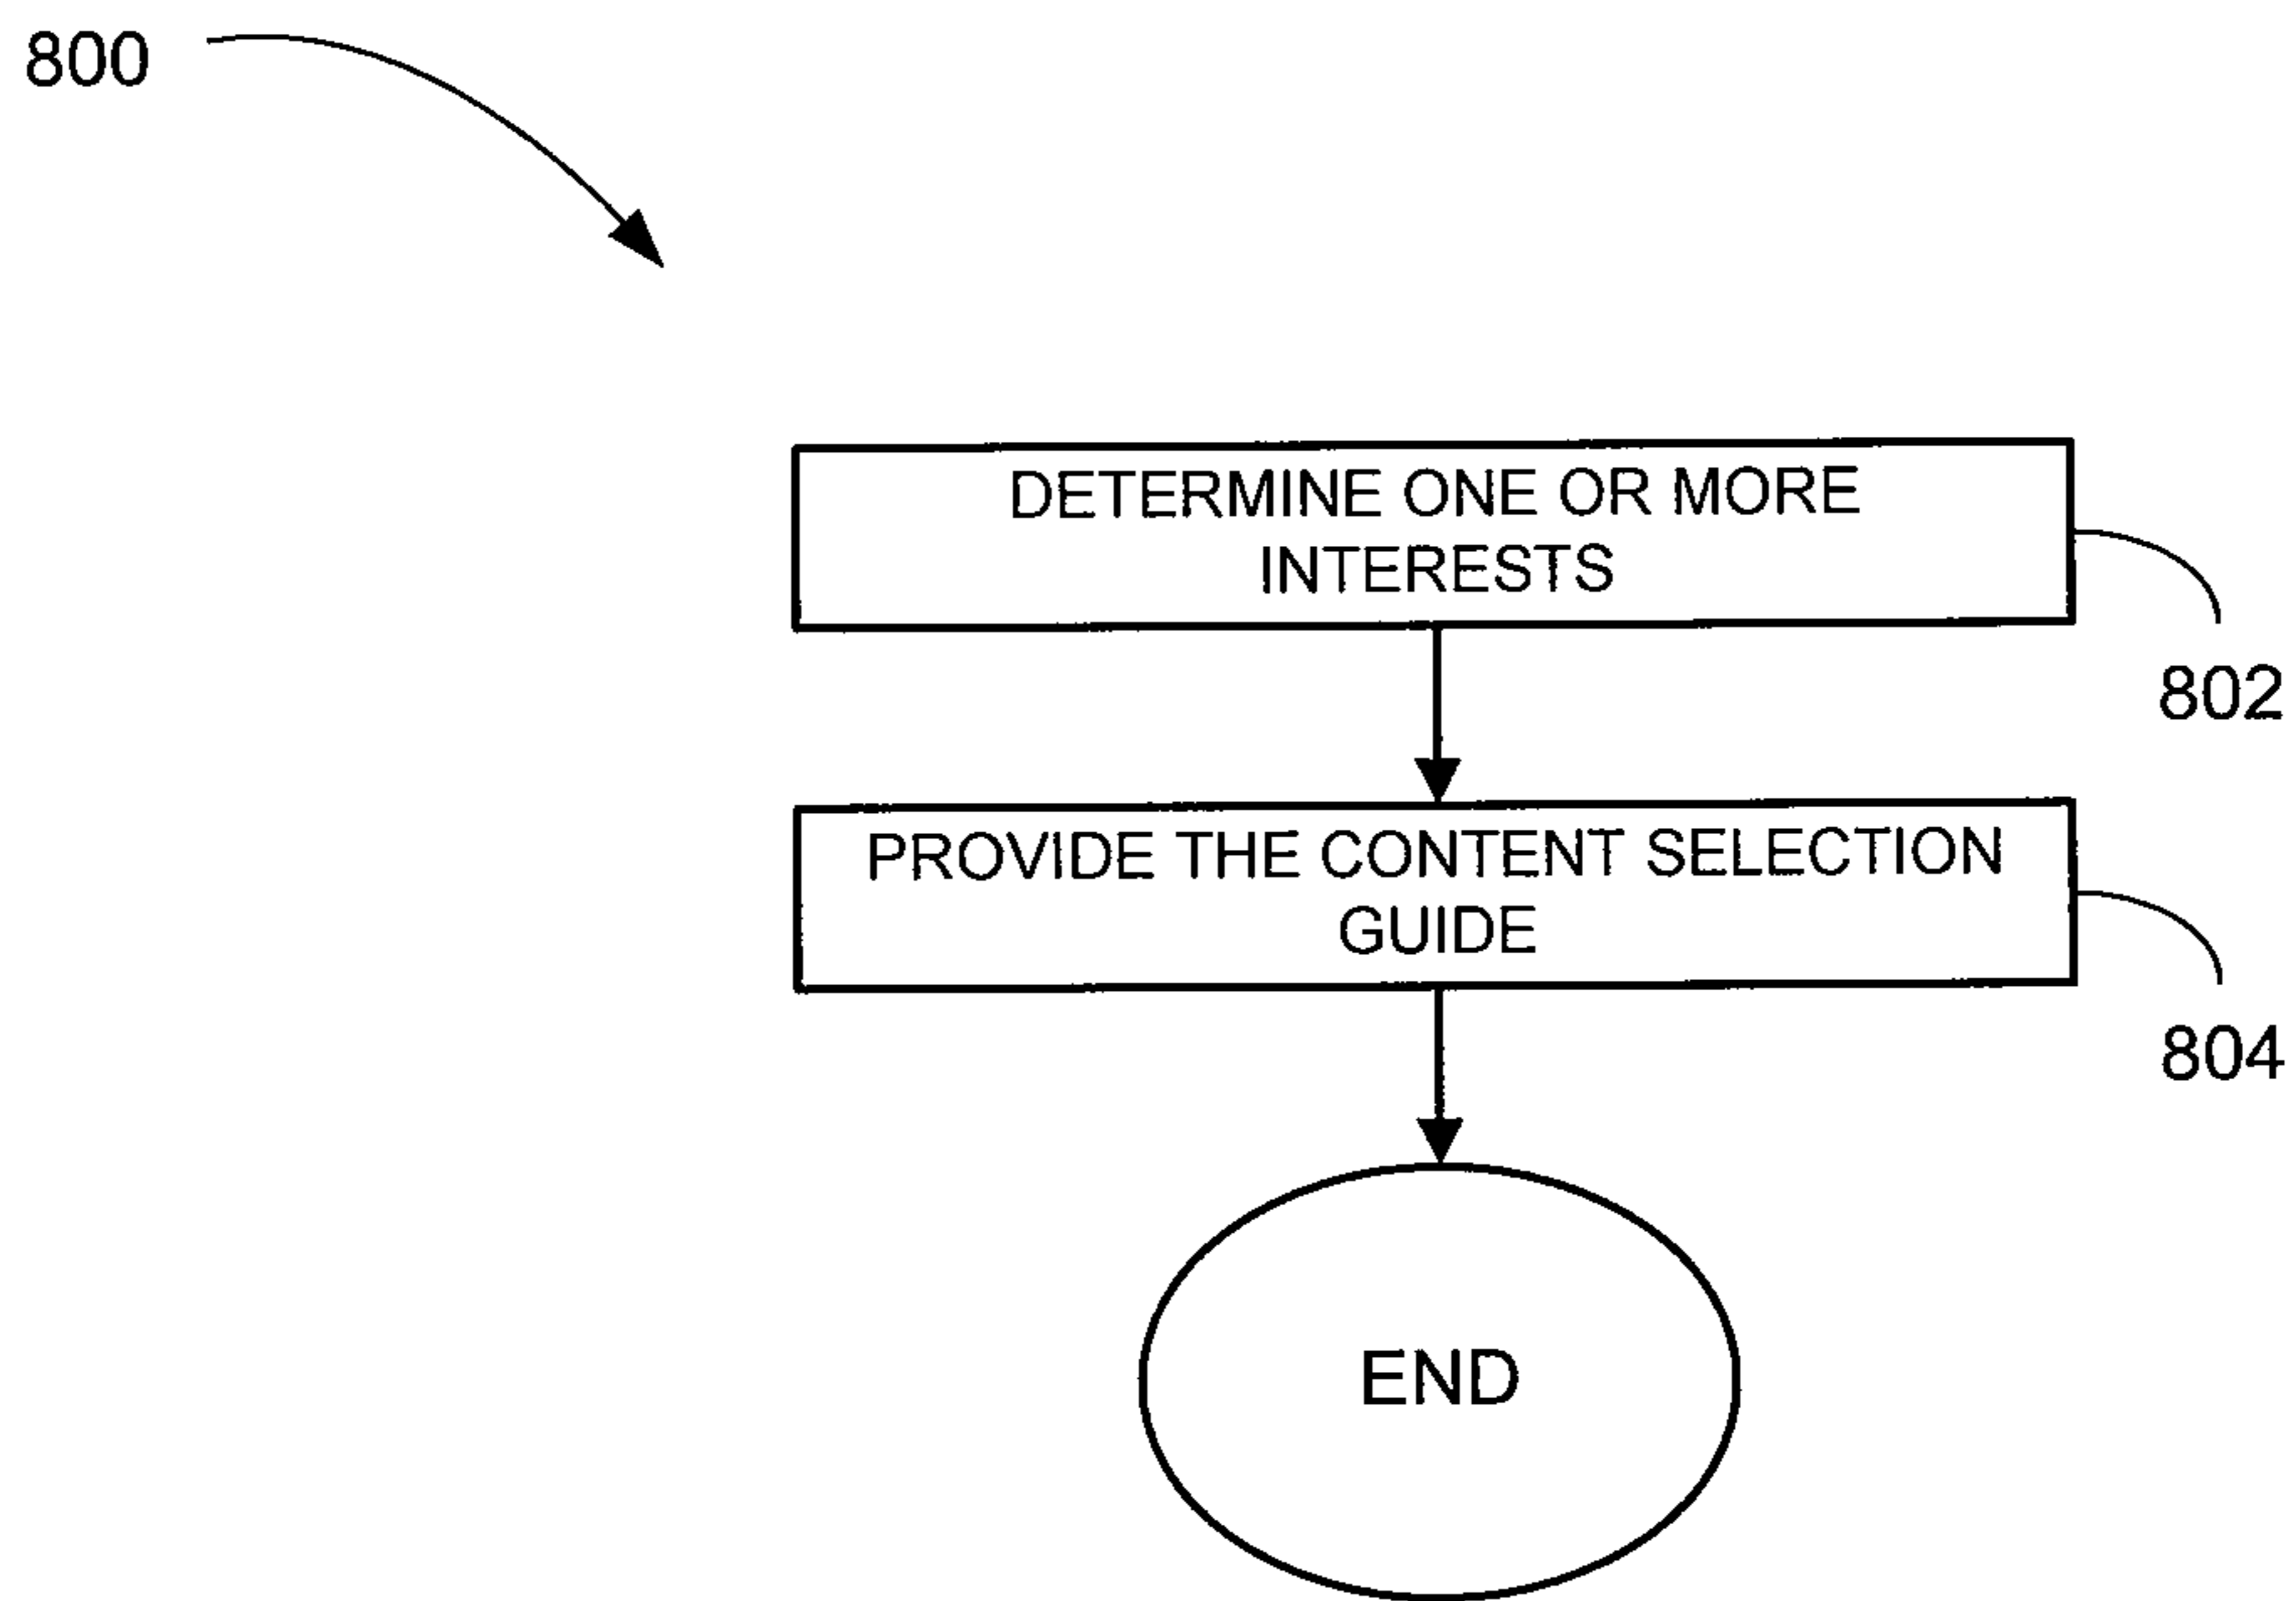 800
DETERMINE ONE OR MORE
INTERESTS
802
PROVIDE THE CONTENT SELECTION
GUIDE
804
END